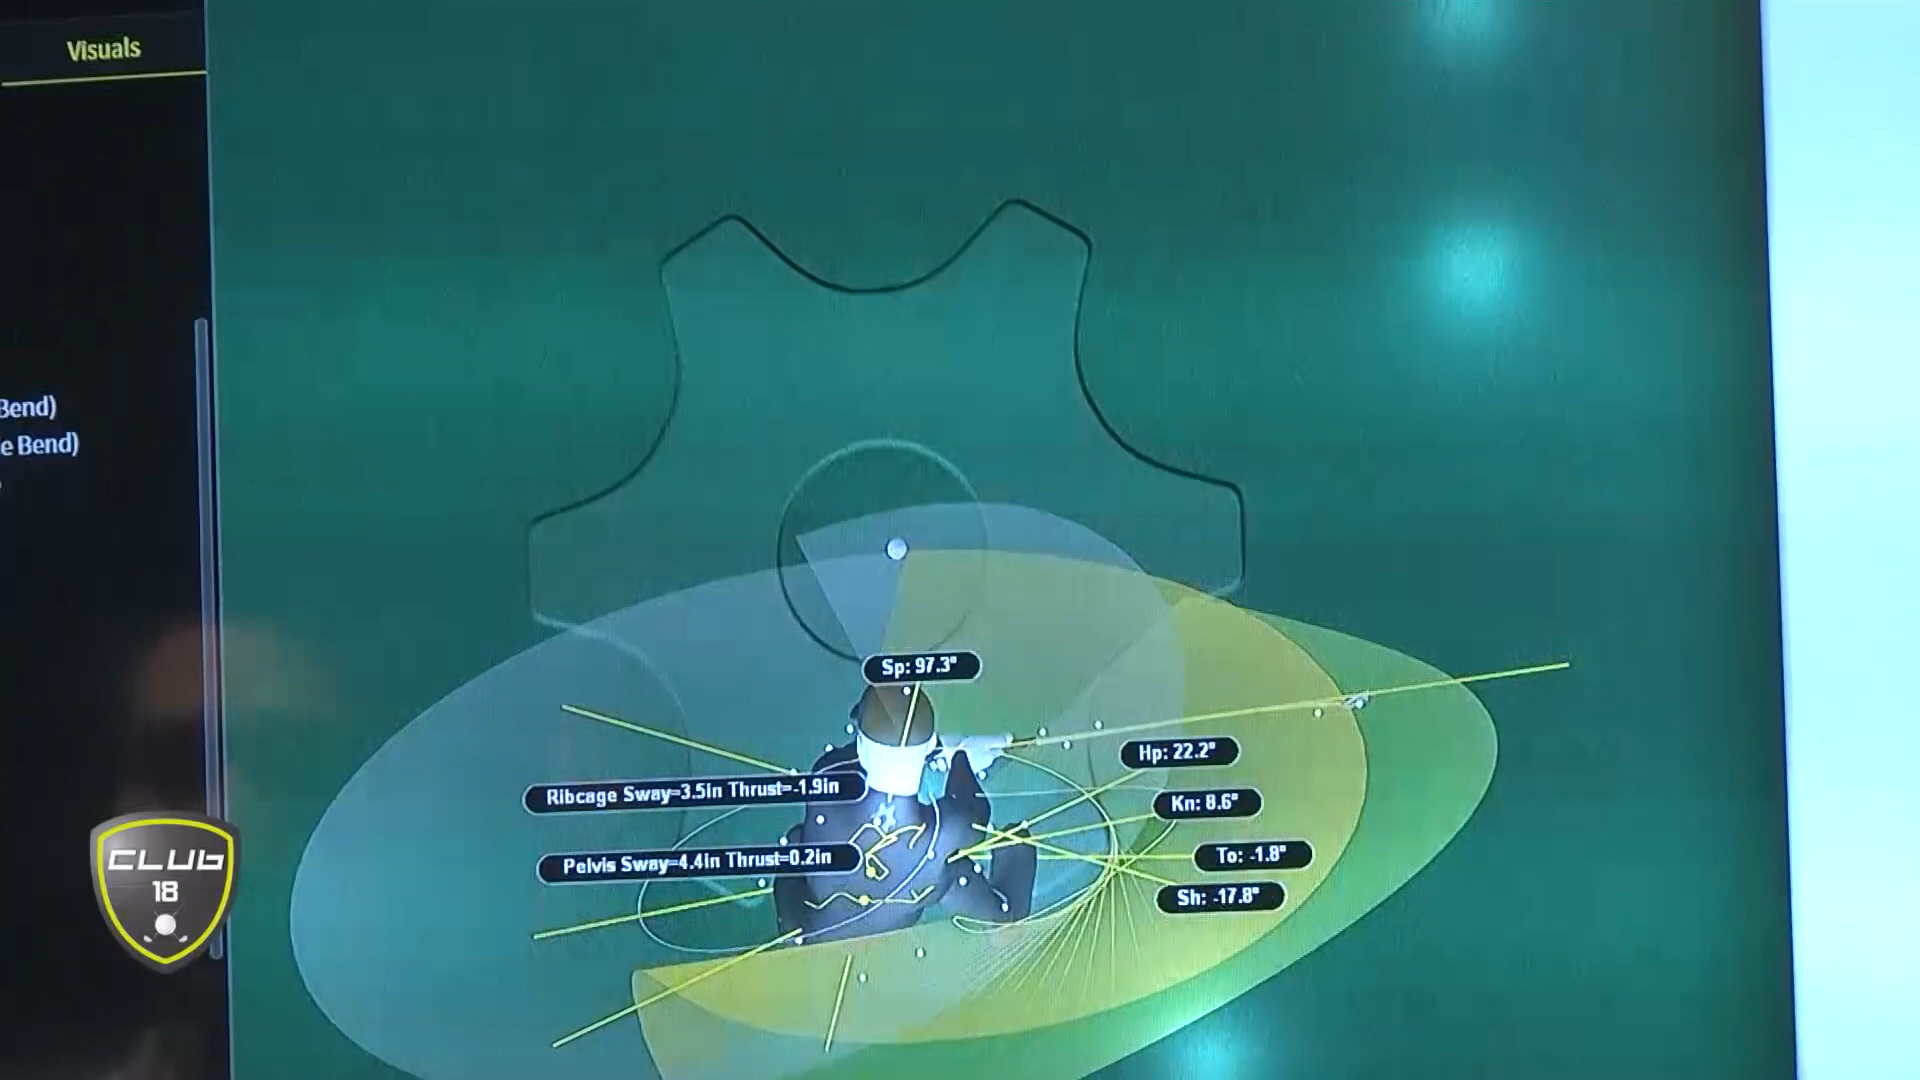 Visuals
Bend)
e Bend)
Sp: 97.3°
Hp: 22.2°
Ribcage Sway=3.5in Thrust=-1.9in
Kn: 8.6°
Pelvis Sway=4.4in Thrust=0.2in
To: -1.8°
Sh: -17.8°
CLUb
18